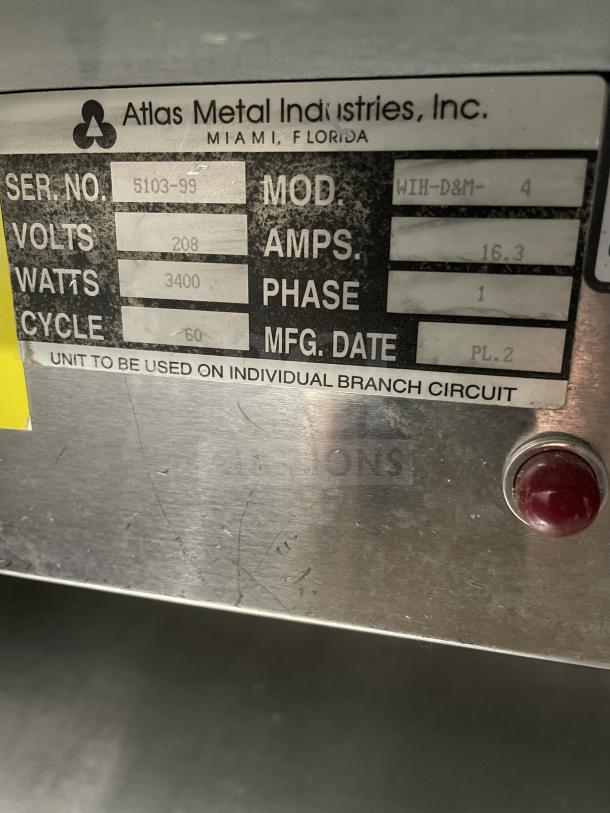 Atlas Metal Industries, Inc.
MIAMI, FLORIDA
SER. NO. 5103-99 MOD. WIH-D&M- 4
VOLTS 208 AMPS. 16.3
WATTS 3400 PHASE 1
CYCLE 60 MFG. DATE PL.2
UNIT TO BE USED ON INDIVIDUAL BRANCH CIRCUIT
AUCTIONS